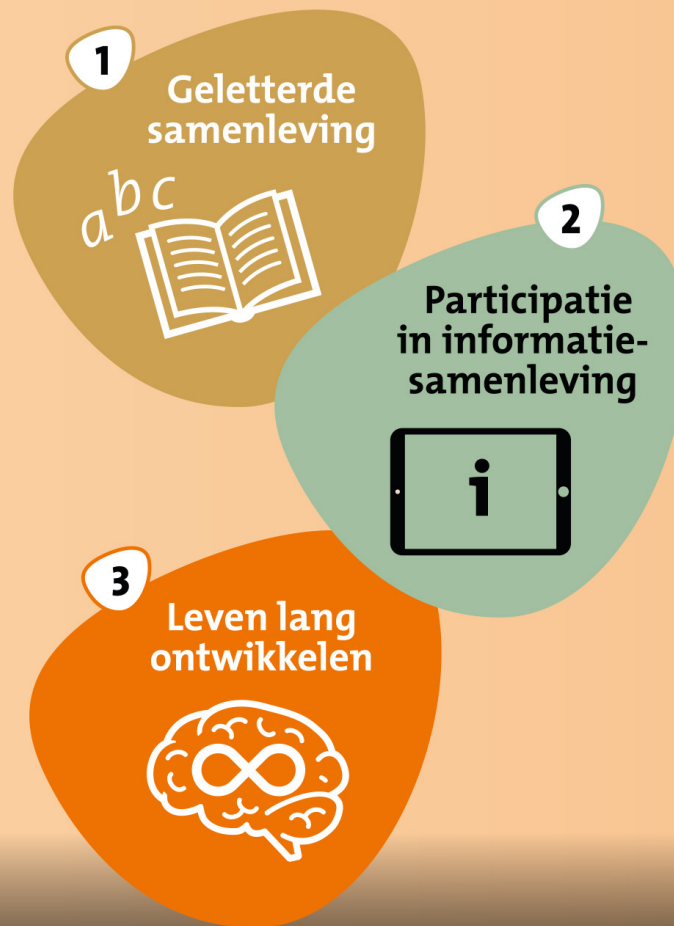 1
Geletterde
samenleving
abc
2
Participatie
in informatie-
samenleving
i
3
Leven lang
ontwikkelen